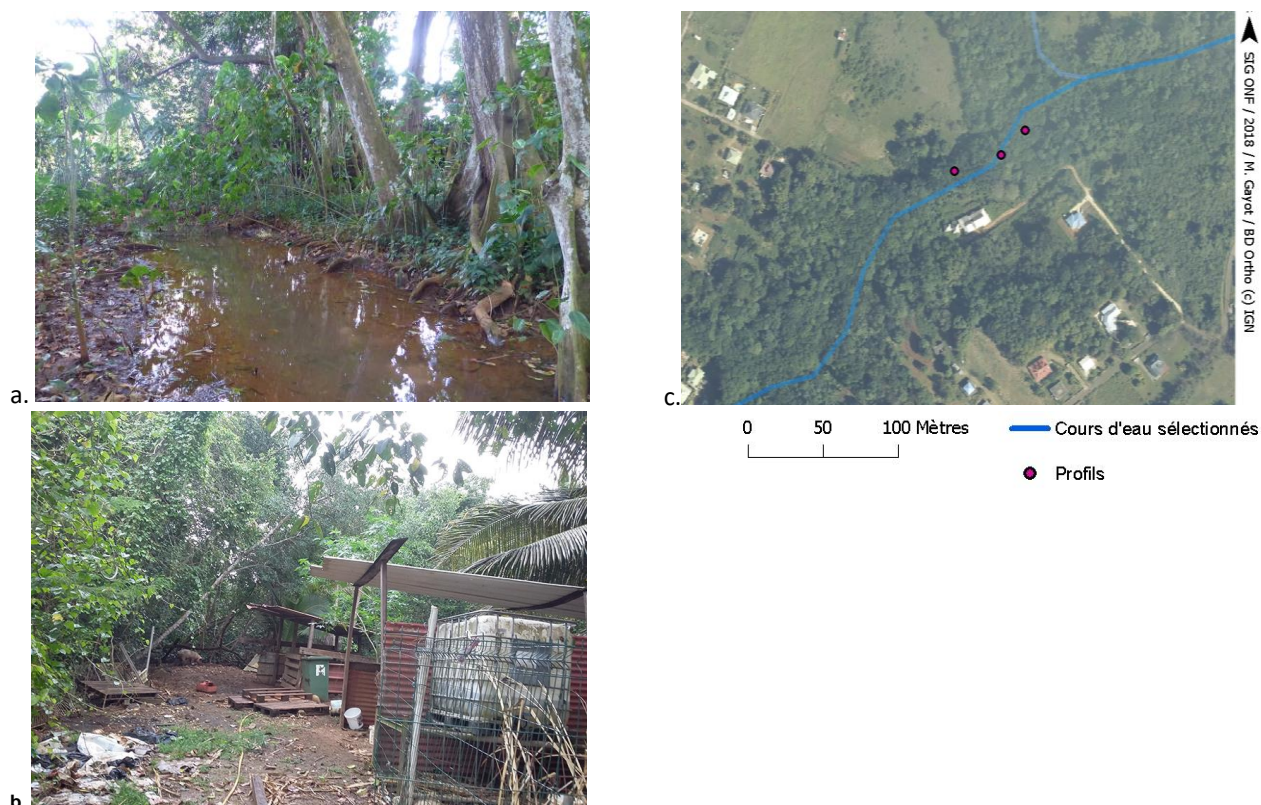 a.
c.
SIG ONF / 2018 / M. Gayot / BD Ortho (c) IGN
0 50 100 Mètres
Cours d'eau sélectionnés
Profils
b.